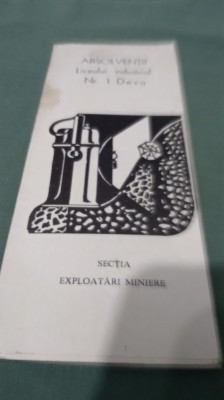 ABSOLVENȚII
Liceului industrial
Nr. 1 Deva
SECȚIA
EXPLOATĂRI MINIERE